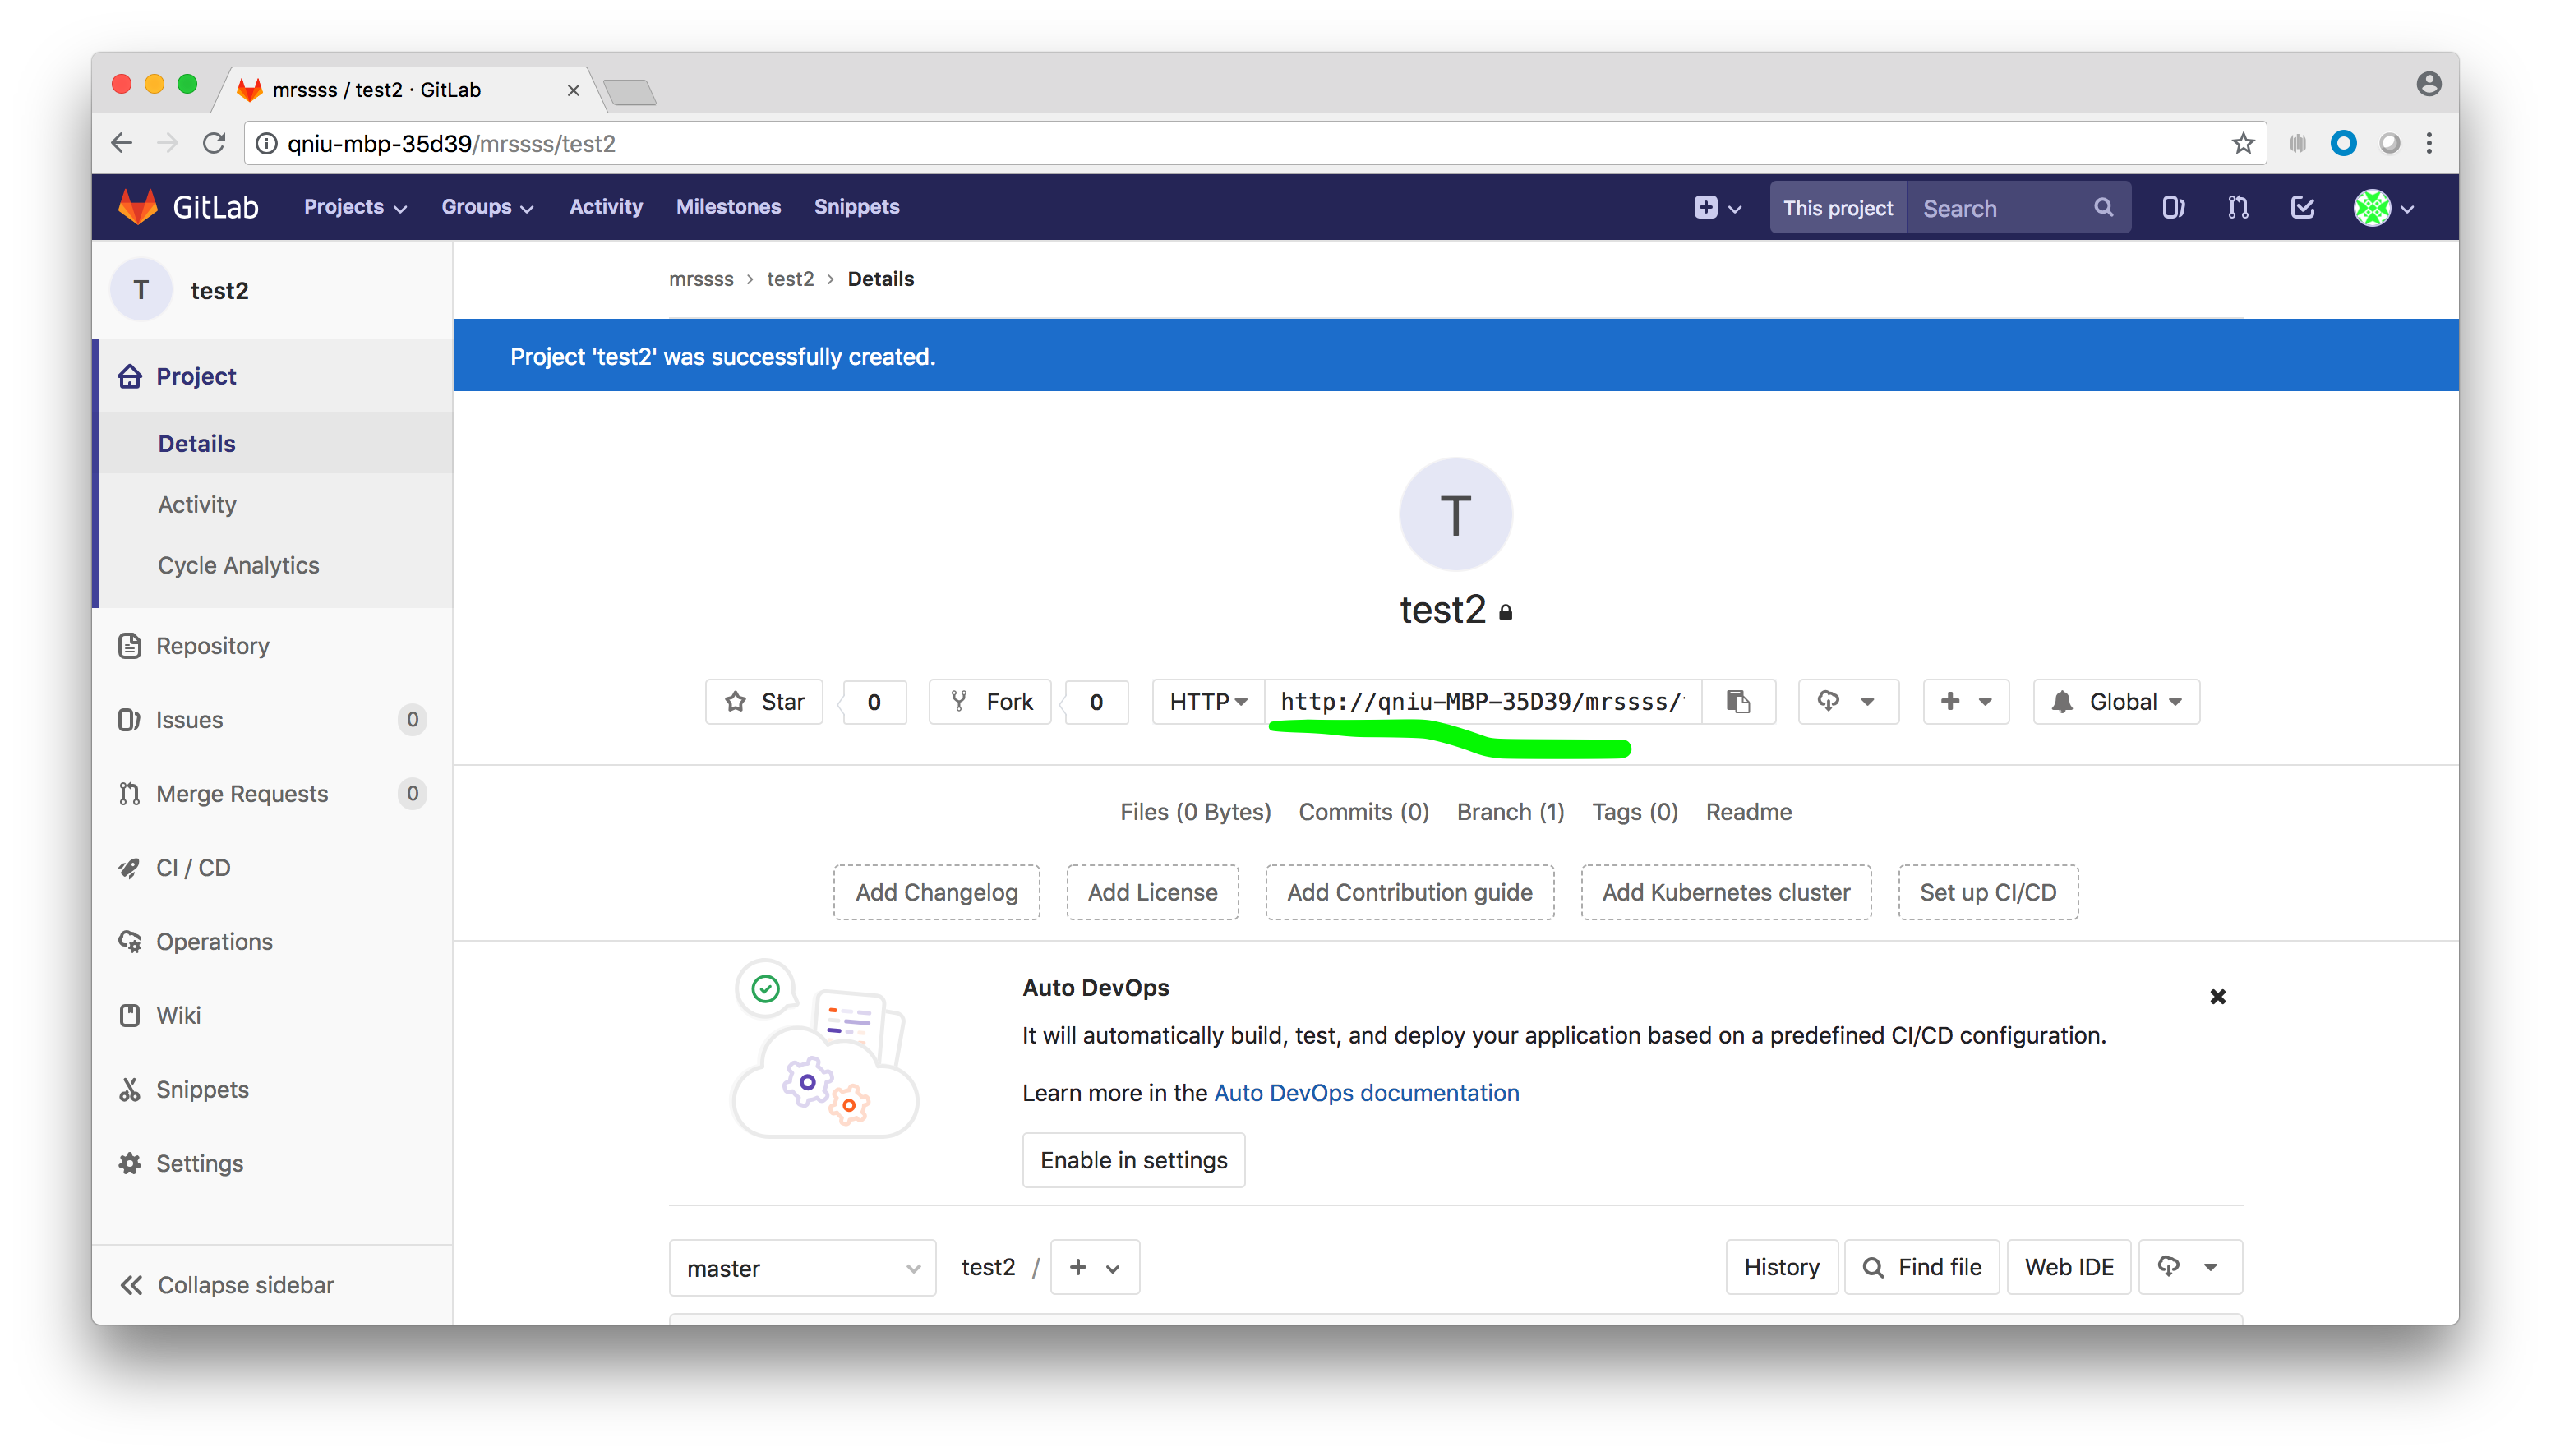 mrssss / test2 · GitLab
qniu-mbp-35d39/mrssss/test2
GitLab Projects Groups Activity Milestones Snippets This project Search
T test2
mrssss > test2 > Details
Project 'test2' was successfully created.
Project
Details
Activity
Cycle Analytics
Repository
Issues 0
Merge Requests 0
CI / CD
Operations
Wiki
Snippets
Settings
Collapse sidebar
T
test2
Star 0 Fork 0 HTTP http://qniu-MBP-35D39/mrssss/ Global
Files (0 Bytes) Commits (0) Branch (1) Tags (0) Readme
Add Changelog Add License Add Contribution guide Add Kubernetes cluster Set up CI/CD
Auto DevOps
It will automatically build, test, and deploy your application based on a predefined CI/CD configuration.
Learn more in the Auto DevOps documentation
Enable in settings
master test2 / + History Find file Web IDE